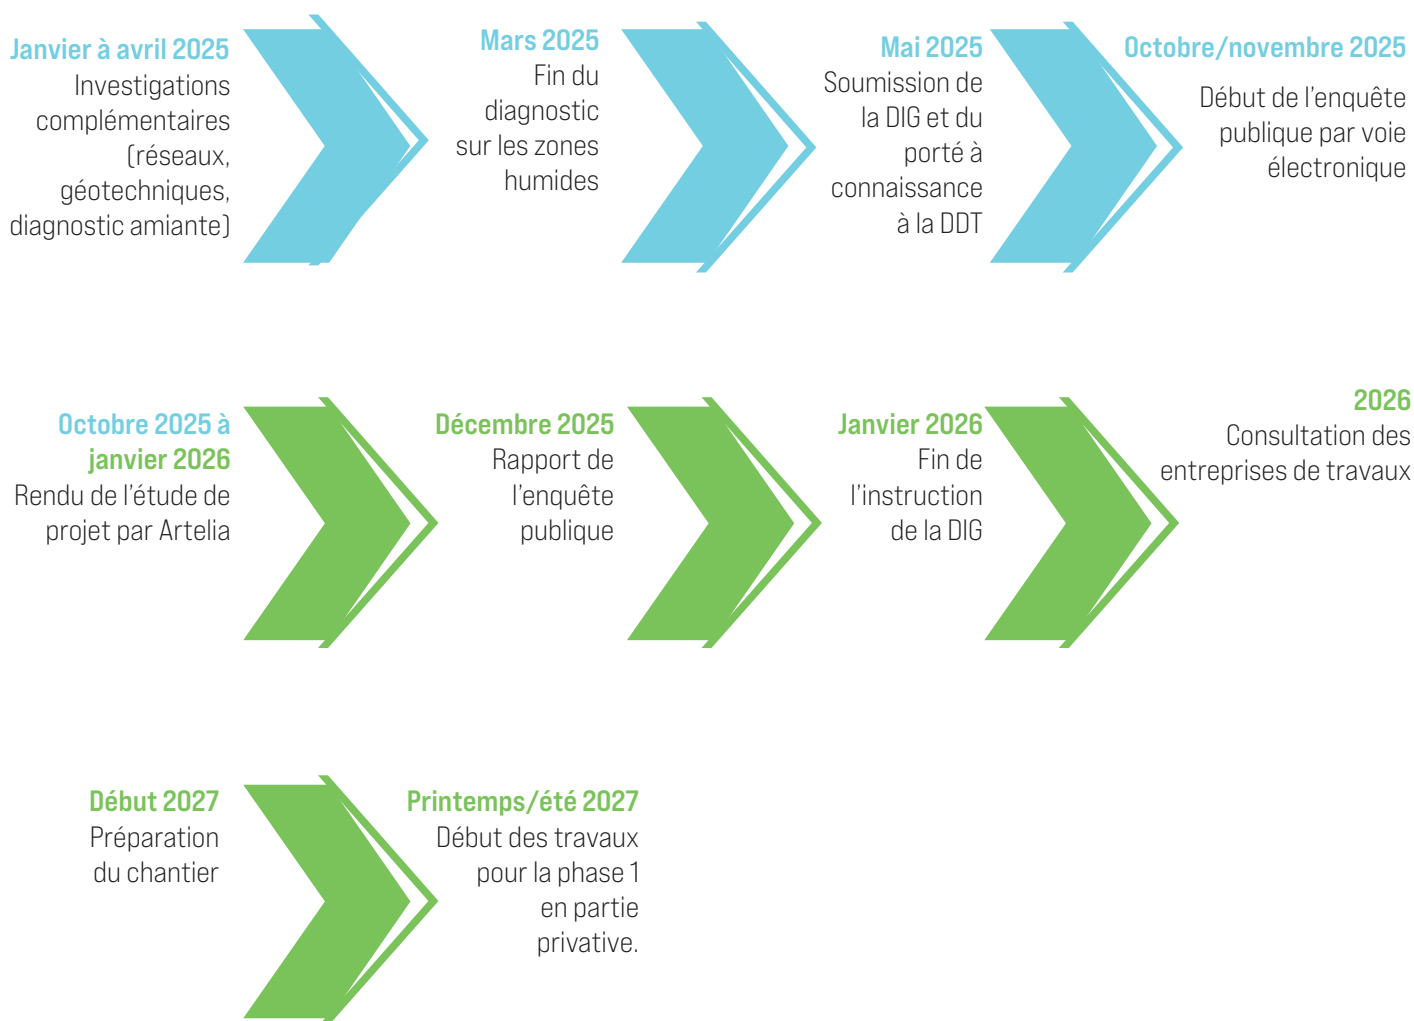 Janvier à avril 2025
Investigations
complémentaires
(réseaux,
géotechniques,
diagnostic amiante)
Mars 2025
Fin du
diagnostic
sur les zones
humides
Mai 2025
Soumission de
la DIG et du
porté à
connaissance
à la DDT
Octobre/novembre 2025
Début de l'enquête
publique par voie
électronique
Octobre 2025 à
janvier 2026
Rendu de l'étude de
projet par Artelia
Décembre 2025
Rapport de
l'enquête
publique
Janvier 2026
Fin de
l'instruction
de la DIG
2026
Consultation des
entreprises de travaux
Début 2027
Préparation
du chantier
Printemps/été 2027
Début des travaux
pour la phase 1
en partie
privative.